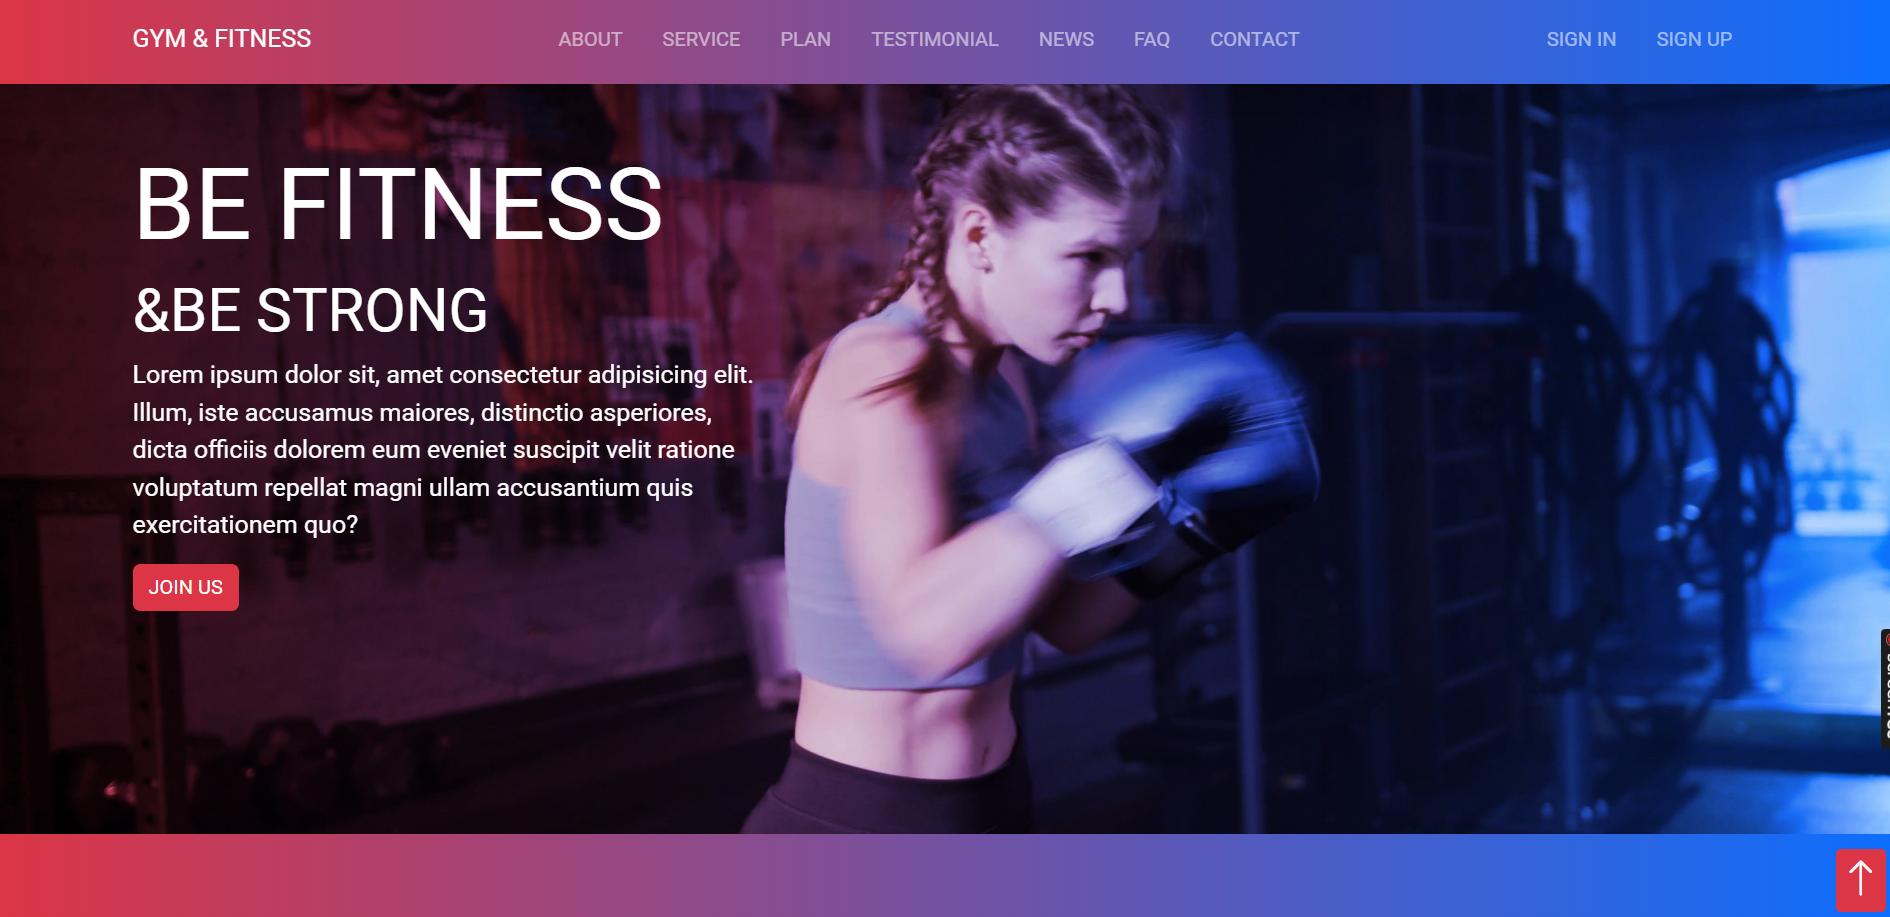 GYM & FITNESS
ABOUT SERVICE PLAN TESTIMONIAL NEWS FAQ CONTACT
SIGN IN SIGN UP
BE FITNESS
&BE STRONG
Lorem ipsum dolor sit, amet consectetur adipisicing elit.
Illum, iste accusamus maiores, distinctio asperiores,
dicta officiis dolorem eum eveniet suscipit velit ratione
voluptatum repellat magni ullam accusantium quis
exercitationem quo?
JOIN US